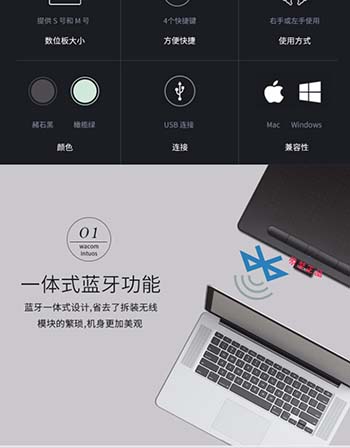 提供 S 号和 M 号
4个快捷键
右手或左手使用
数位板大小
方便快捷
使用方式
赭石黑
橄榄绿
USB 连接
Mac
Windows
颜色
连接
兼容性
01
wacom
Intuos
一体式蓝牙功能
蓝牙一体式设计,省去了拆装无线
模块的繁琐,机身更加美观